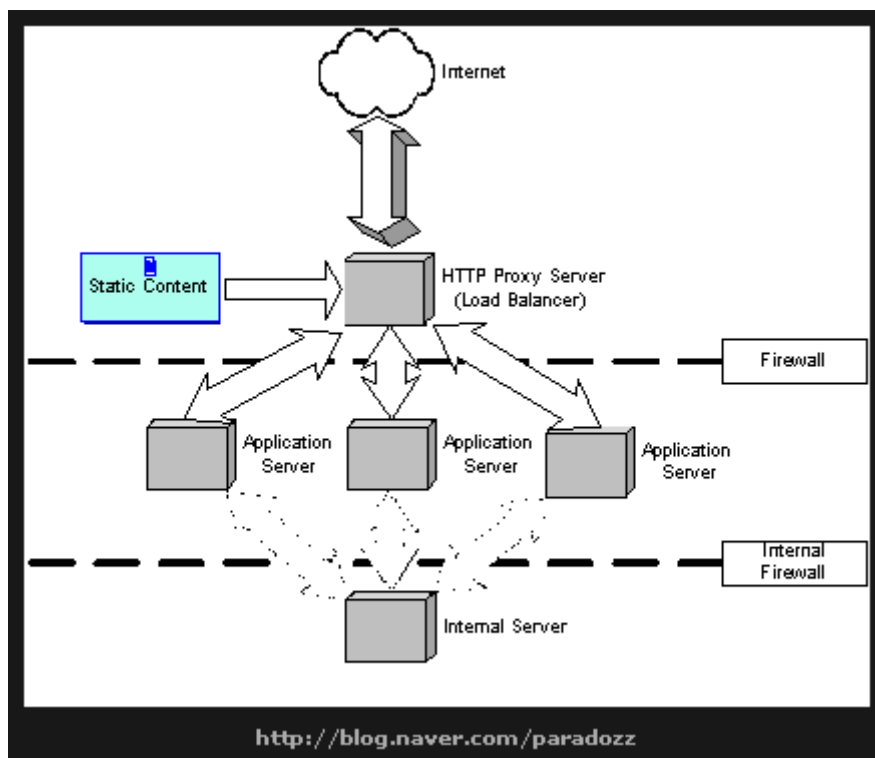 Internet
Static Content
HTTP Proxy Server
(Load Balancer)
Firewall
Application
Server
Application
Server
Application
Server
Internal
Firewall
Internal Server
http://blog.naver.com/paradozz